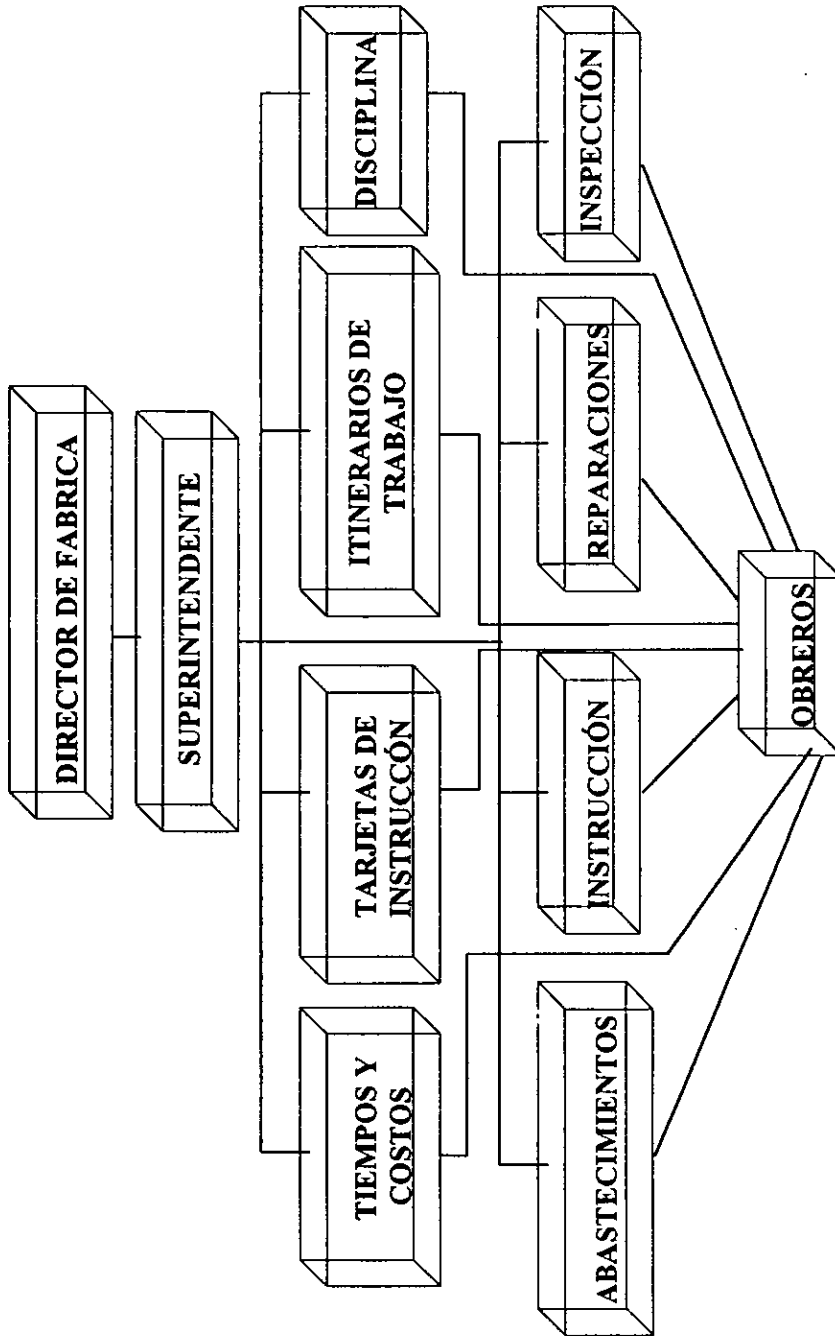 DIRECTOR DE FABRICA
SUPERINTENDENTE
TIEMPOS Y
COSTOS
TARJETAS DE
INSTRUCCÓN
ITINERARIOS DE
TRABAJO
DISCIPLINA
ABASTECIMIENTOS
INSTRUCCIÓN
REPARACIONES
INSPECCIÓN
OBREROS